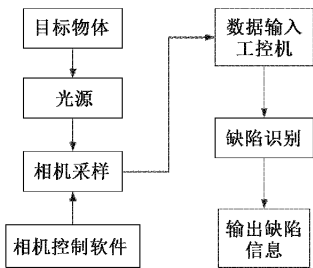 目标物体
光源
相机采样
相机控制软件
数据输入
工控机
缺陷识别
输出缺陷
信息